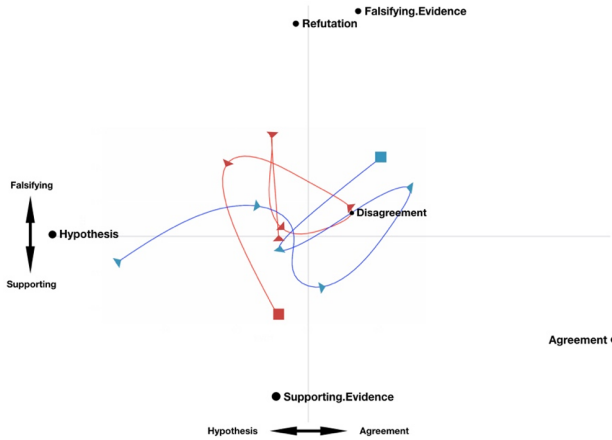 Falsifying.Evidence
Refutation
Falsifying
Disagreement
Hypothesis
Supporting
Agreement
Supporting.Evidence
Hypothesis
Agreement